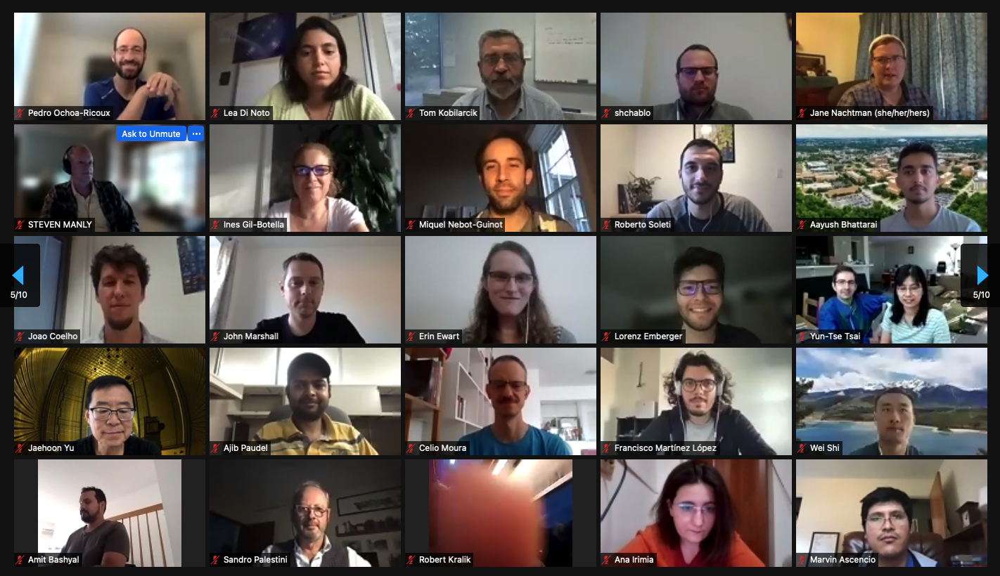 Pedro Ochoa-Ricoux
Lea Di Noto
Tom Kobilarcik
shchablo
Jane Nachtman (she/her/hers)
Ask to Unmute
STEVEN MANLY
Ines Gil-Botella
Miquel Nebot-Guinot
Roberto Soleti
Aayush Bhattarai
5/10
5/10
Joao Coelho
John Marshall
Erin Ewart
Lorenz Emberger
Yun-Tse Tsai
Jaehoon Yu
Ajib Paudel
Celio Moura
Francisco Martínez López
Wei Shi
Amit Bashyal
Sandro Palestini
Robert Kralik
Ana Irimia
Marvin Ascencio